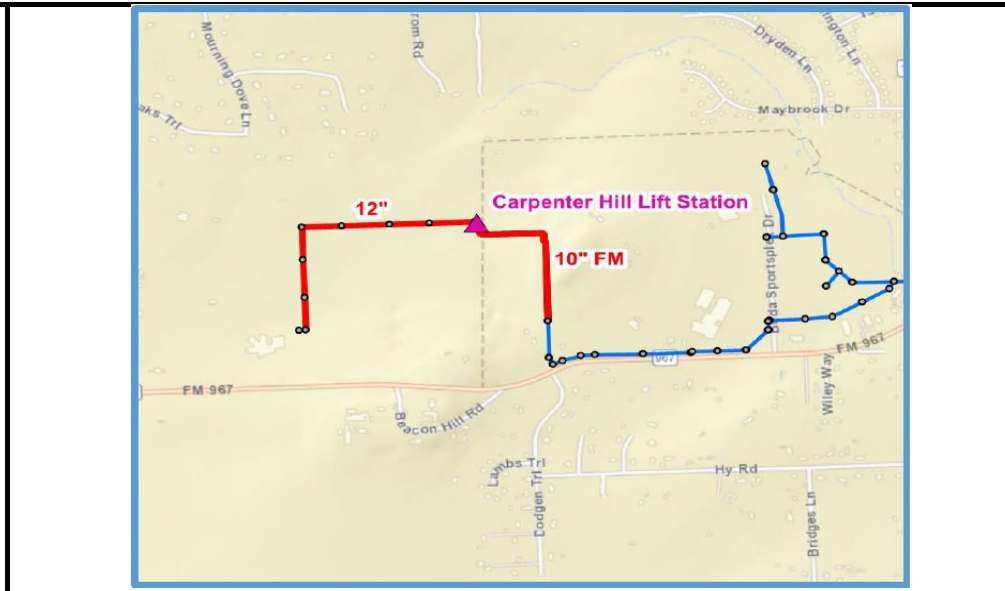 Mourning Dove Ln
rom Rd
Dryden Ln
ington Ln
Maybrook Dr
aks Trl
12"
Carpenter Hill Lift Station
10" FM
Sportsplex Dr
967
FM 967
Wiley Way
FM 967
Beacon Hill Rd
Lambs Trl
Dodgen Trl
Hy Rd
Bridges Ln